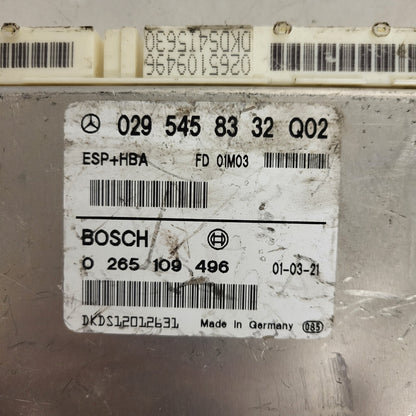 0265109496
DKDS415630
029 545 83 32 Q02
ESP+HBA FD 01M03
BOSCH
0 265 109 496 01-03-21
DKDS12012631 Made in Germany 085